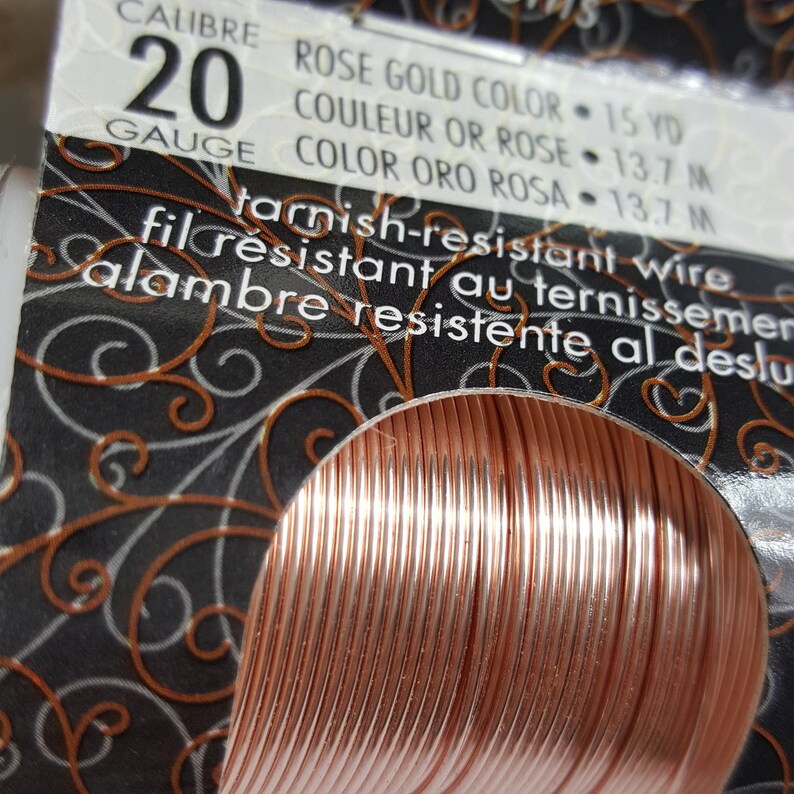 CALIBRE
20
GAUGE
ROSE GOLD COLOR • 15 YD
COULEUR OR ROSE • 13.7 M
COLOR ORO ROSA • 13.7 M
tarnish-resistant wire
fil résistant au ternissemen
alambre resistente al deslu